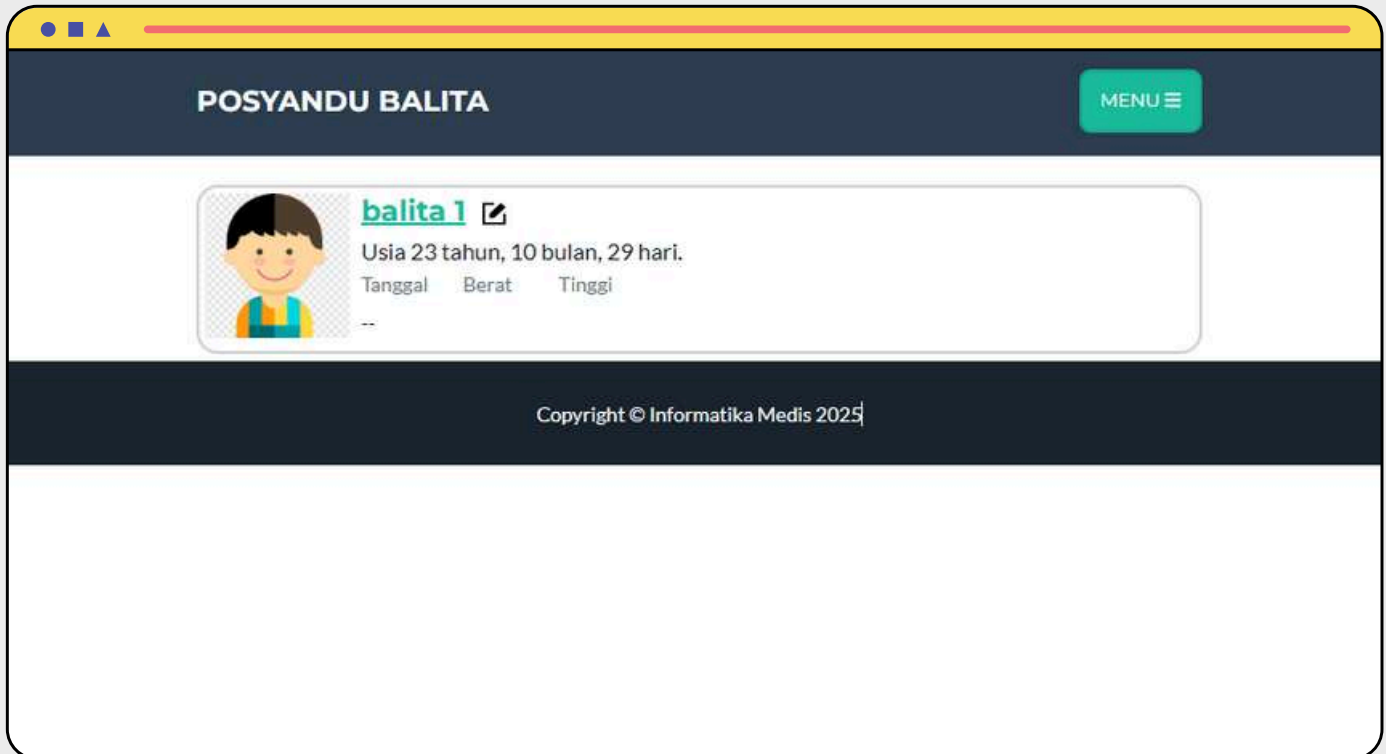 POSYANDU BALITA
MENU
balita 1
Usia 23 tahun, 10 bulan, 29 hari.
Tanggal Berat Tinggi
--
Copyright © Informatika Medis 2025